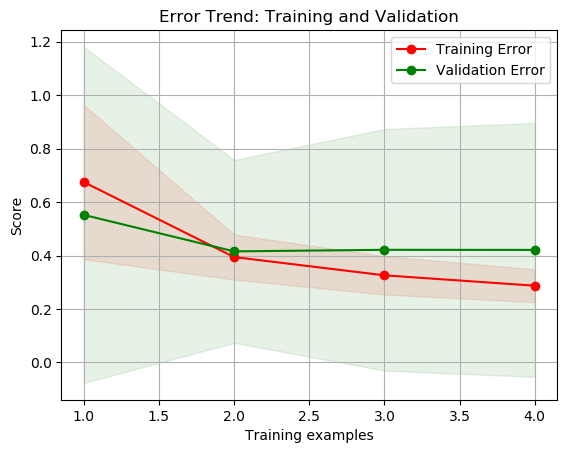 Error Trend: Training and Validation
Training Error
Validation Error
Score
1.2
1.0
0.8
0.6
0.4
0.2
0.0
1.0 1.5 2.0 2.5 3.0 3.5 4.0
Training examples